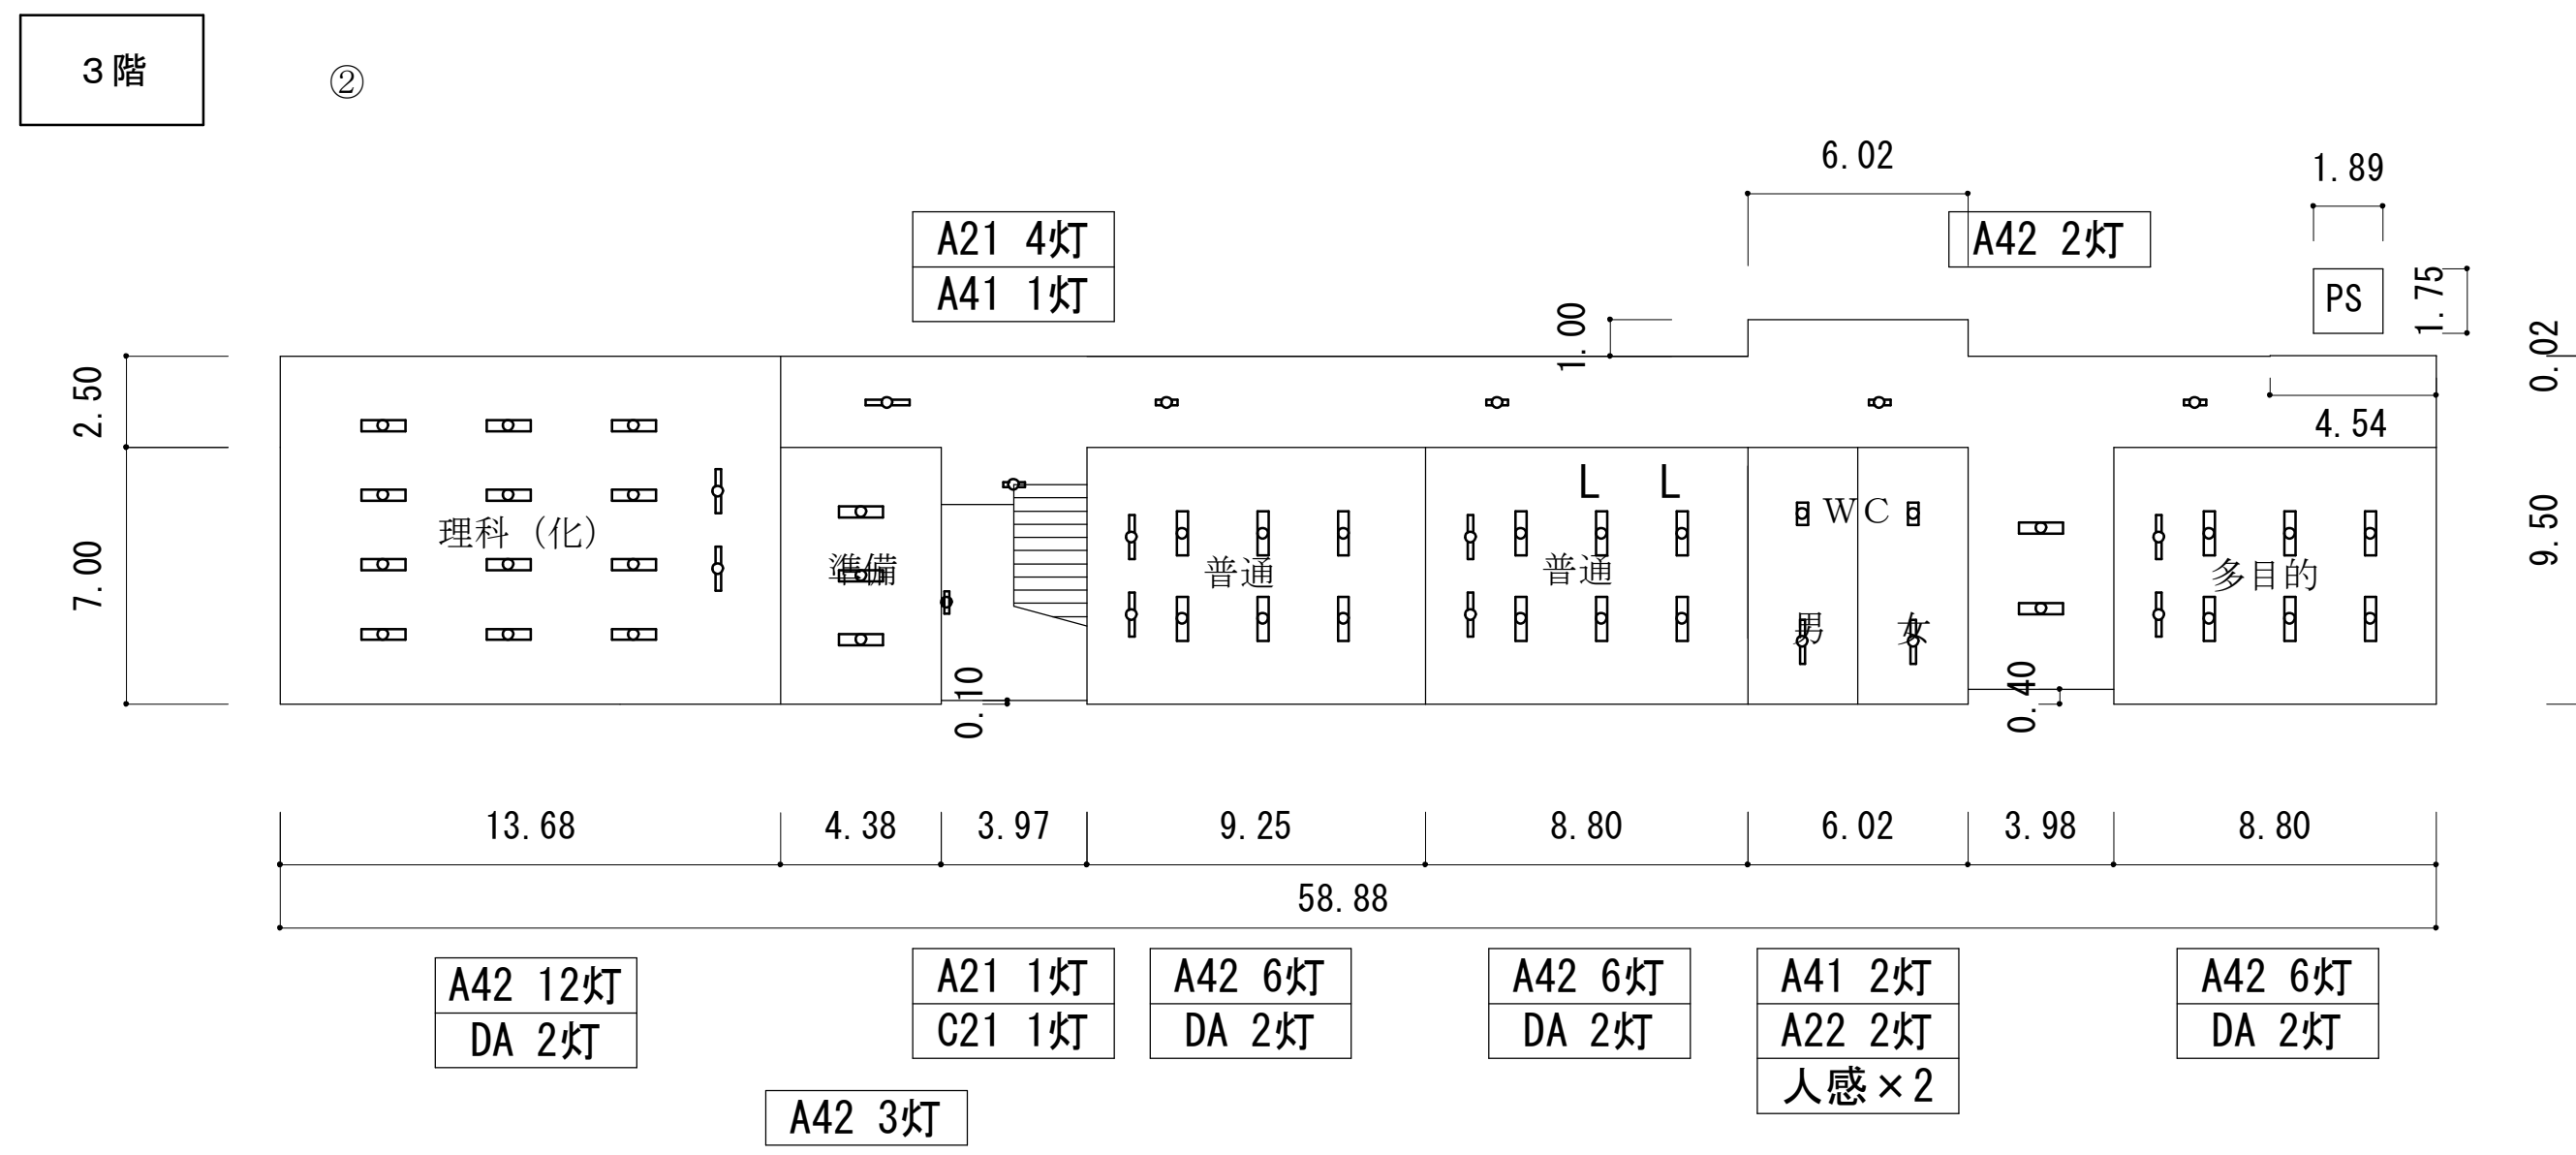 ３階
②
6.02
1.89
A21 4灯
A41 1灯
A42 2灯
PS
1.75
1.00
0.02
2.50
4.54
L L
理科（化）
準備
普通
普通
ＷＣ
男
女
多目的
7.00
9.50
0.10
0.40
13.68 4.38 3.97 9.25 8.80 6.02 3.98 8.80
58.88
A42 12灯
DA 2灯
A21 1灯
C21 1灯
A42 6灯
DA 2灯
A42 6灯
DA 2灯
A41 2灯
A22 2灯
人感×2
A42 6灯
DA 2灯
A42 3灯